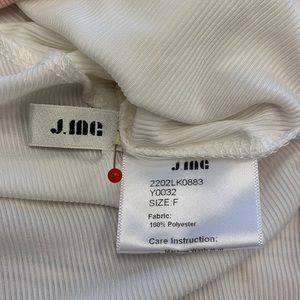 J.ING
J.ING
2202LK0883
Y0032
SIZE:F
Fabric:
100% Polyester
Care Instruction: